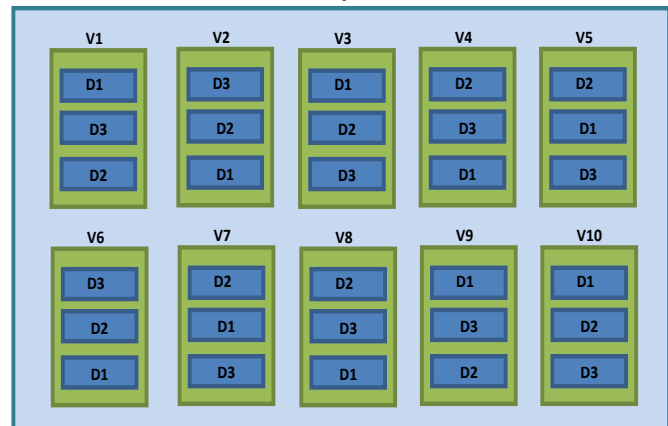 V1 V2 V3 V4 V5
D1 D3 D1 D2 D2
D3 D2 D2 D3 D1
D2 D1 D3 D1 D3
V6 V7 V8 V9 V10
D3 D2 D2 D1 D1
D2 D1 D3 D3 D2
D1 D3 D1 D2 D3